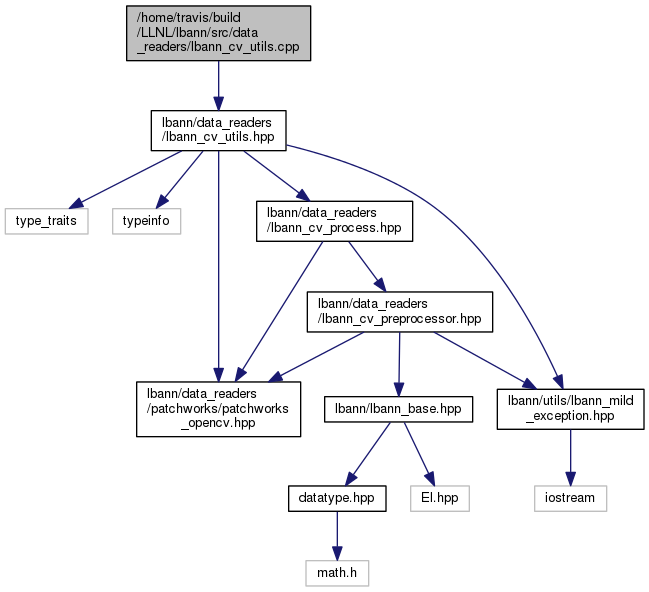 /home/travis/build
/LLNL/lbann/src/data
_readers/lbann_cv_utils.cpp
lbann/data_readers
/lbann_cv_utils.hpp
type_traits
typeinfo
lbann/data_readers
/lbann_cv_process.hpp
lbann/data_readers
/lbann_cv_preprocessor.hpp
lbann/data_readers
/patchworks/patchworks
_opencv.hpp
lbann/lbann_base.hpp
lbann/utils/lbann_mild
_exception.hpp
datatype.hpp
El.hpp
iostream
math.h